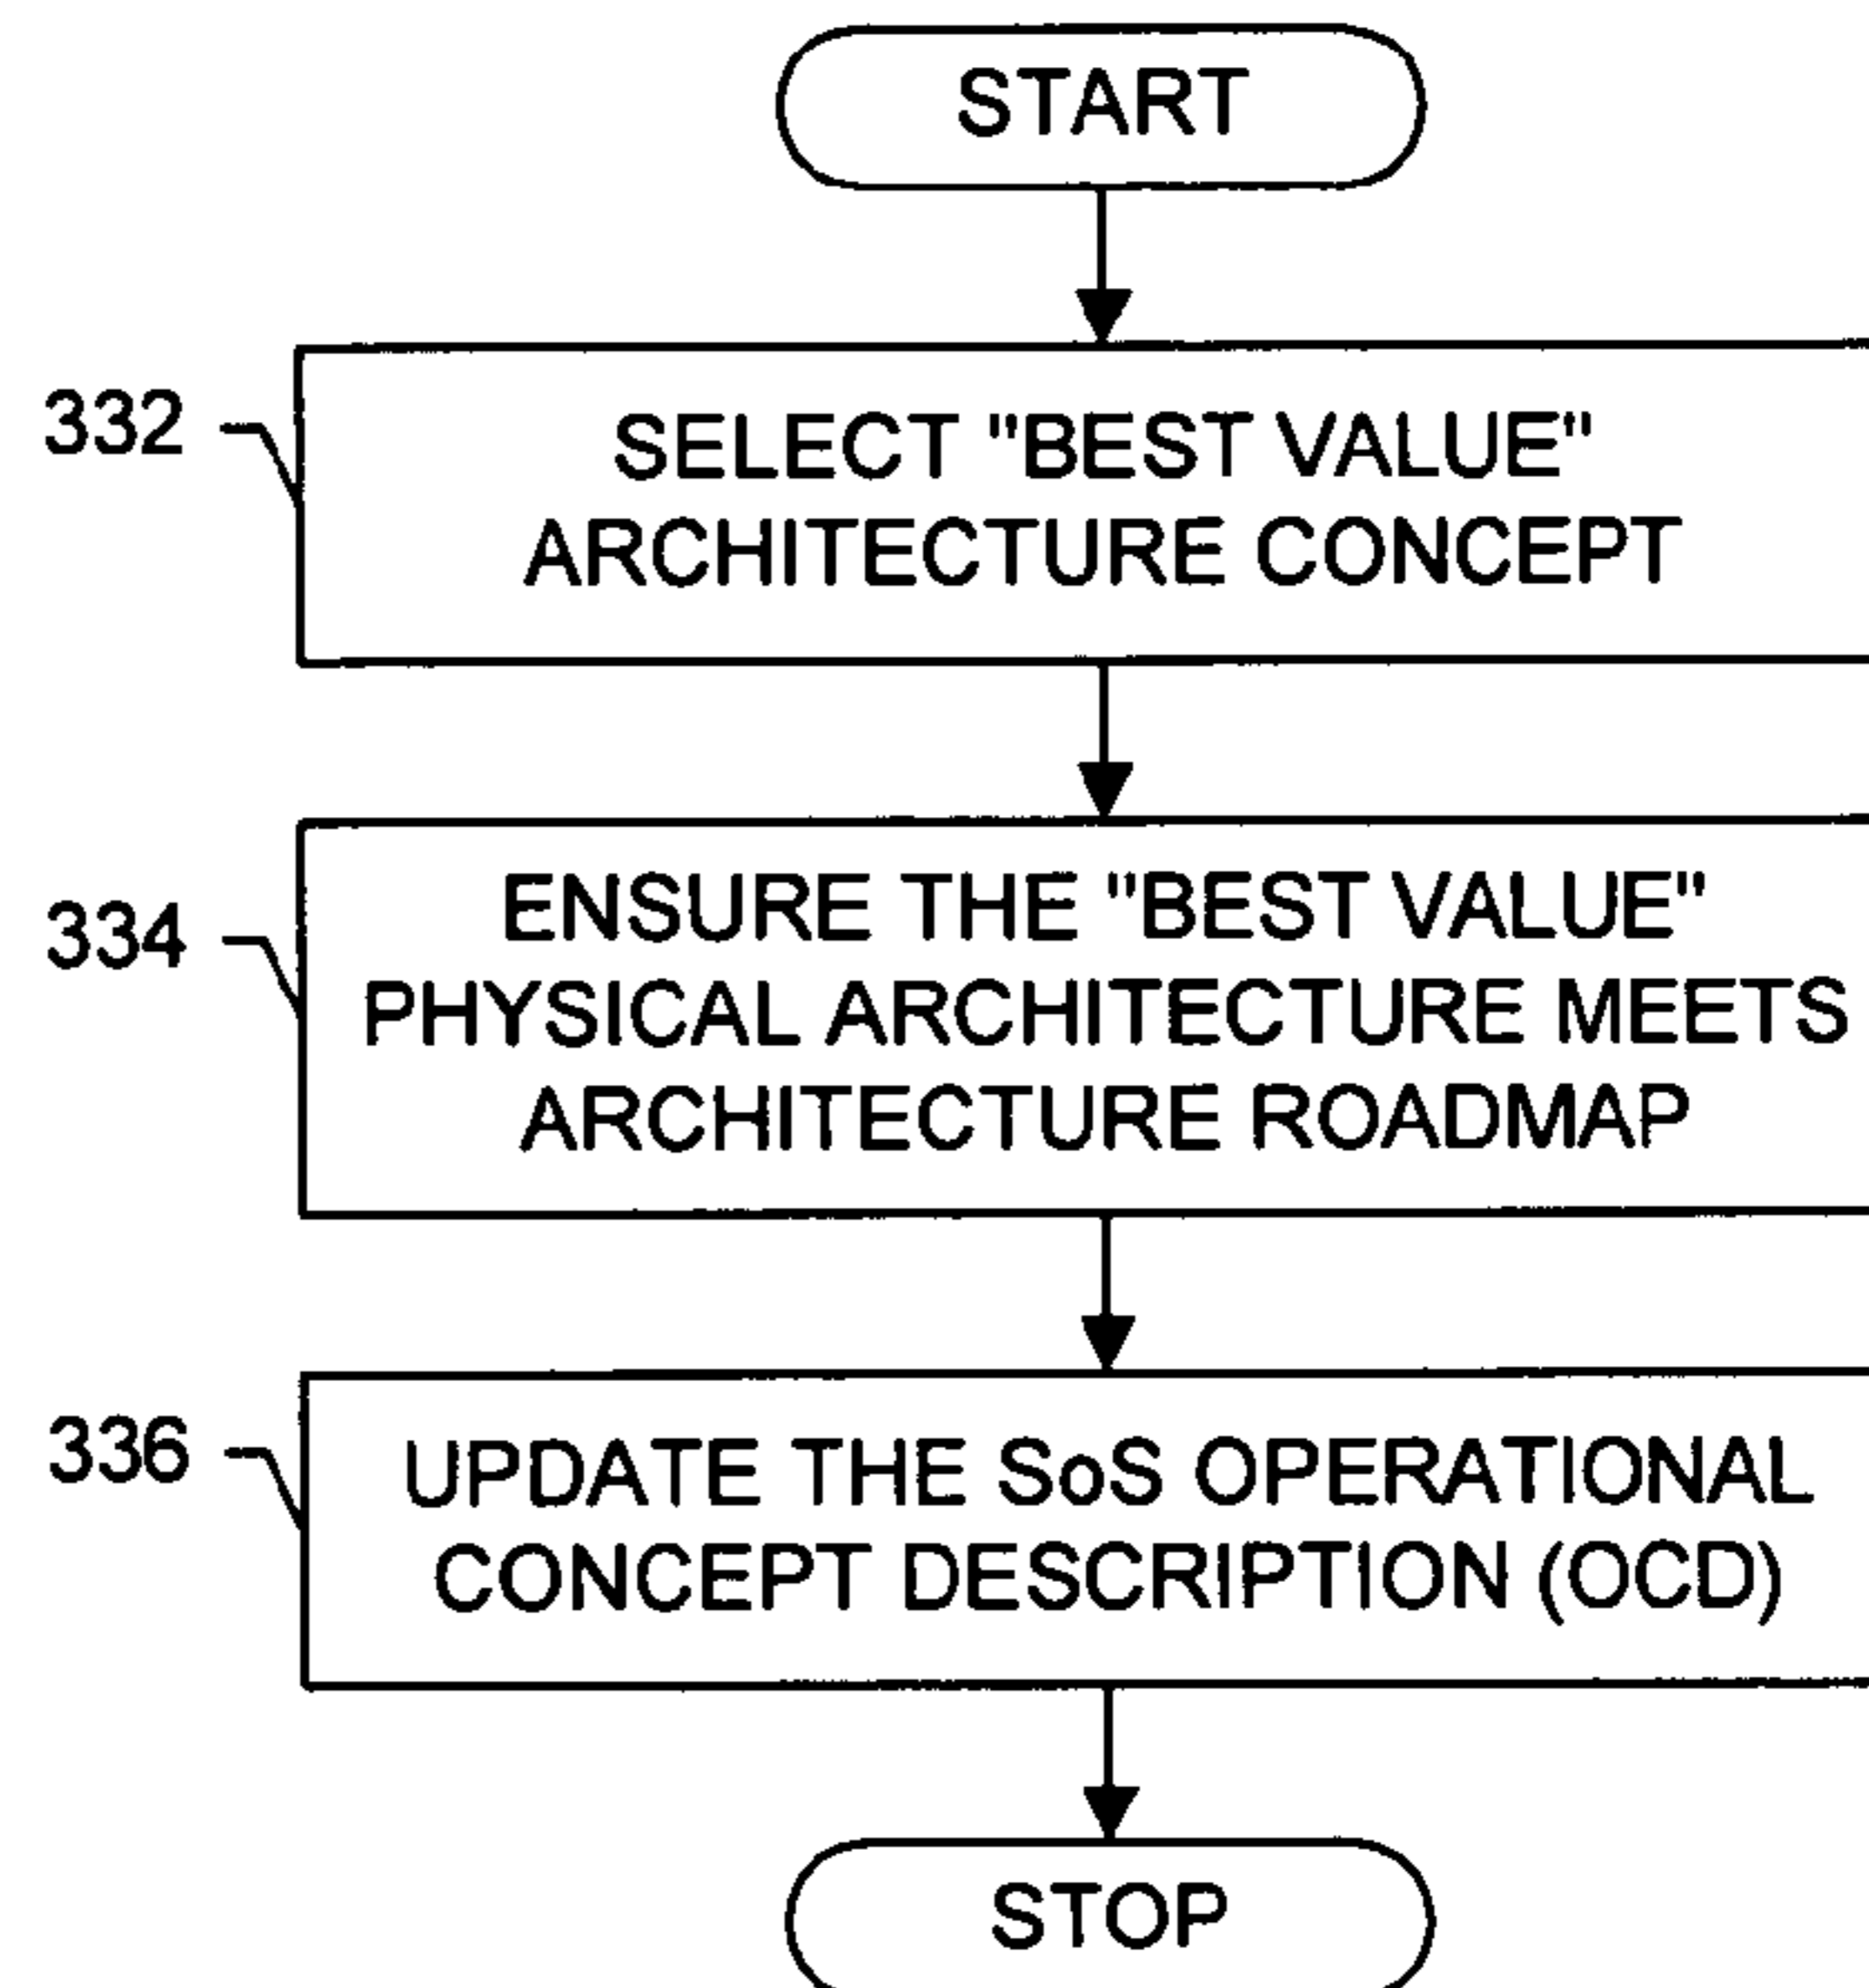 START
332
SELECT "BEST VALUE"
ARCHITECTURE CONCEPT
334
ENSURE THE "BEST VALUE"
PHYSICAL ARCHITECTURE MEETS
ARCHITECTURE ROADMAP
336
UPDATE THE SoS OPERATIONAL
CONCEPT DESCRIPTION (OCD)
STOP